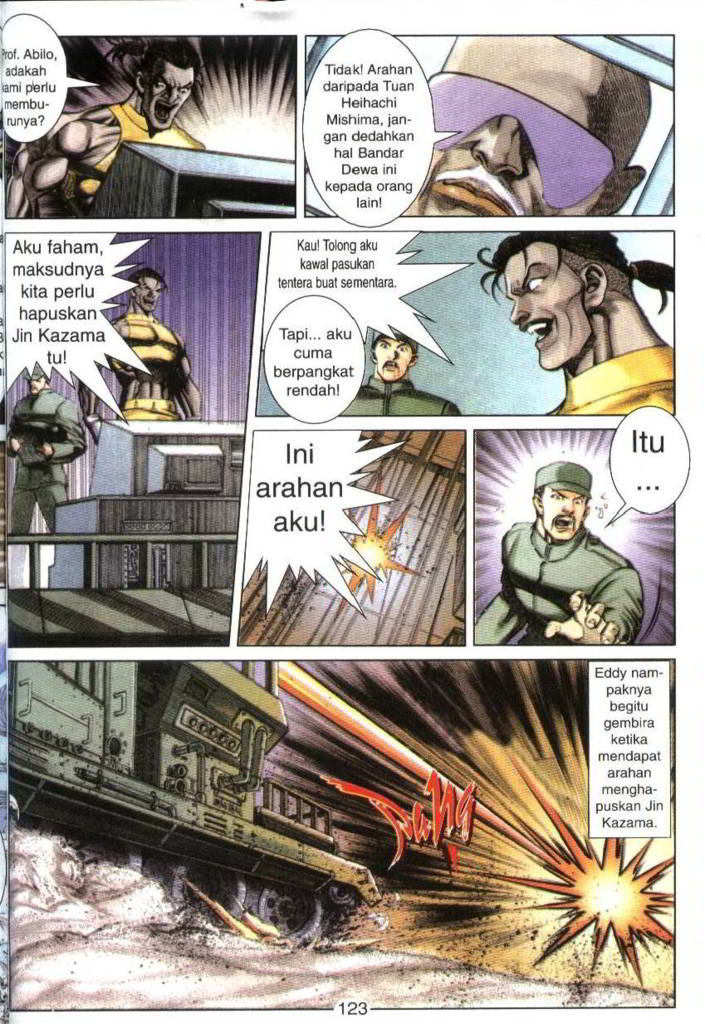 Prof. Abilo,
adakah
kami perlu
membu-
runya?
Tidak! Arahan
daripada Tuan
Heihachi
Mishima, jan-
gan dedahkan
hal Bandar
Dewa ini
kepada orang
lain!
Aku faham,
maksudnya
kita perlu
hapuskan
Jin Kazama
tu!
Kau! Tolong aku
kawal pasukan
tentera buat sementara.
Tapi... aku
cuma
berpangkat
rendah!
Ini
arahan
aku!
Itu
...
Eddy nam-
paknya
begitu
gembira
ketika
mendapat
arahan
mengha-
puskan Jin
Kazama.
123